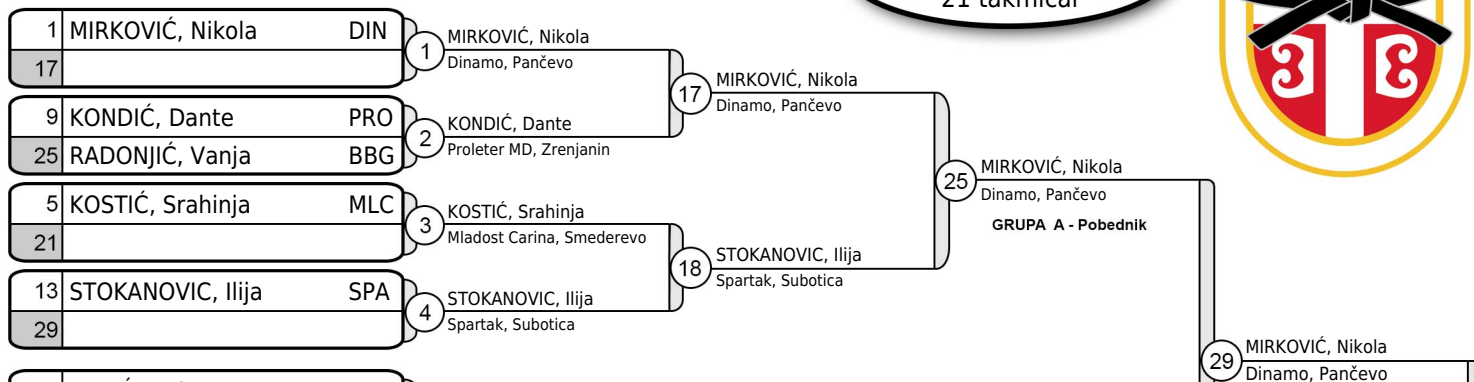 21 takmičar
1 MIRKOVIĆ, Nikola DIN
17
1
MIRKOVIĆ, Nikola
Dinamo, Pančevo
9 KONDIĆ, Dante PRO
25 RADONJIĆ, Vanja BBG
2
KONDIĆ, Dante
Proleter MD, Zrenjanin
17
MIRKOVIĆ, Nikola
Dinamo, Pančevo
5 KOSTIĆ, Srahinja MLC
21
3
KOSTIĆ, Srahinja
Mladost Carina, Smederevo
13 STOKANOVIC, Ilija SPA
29
4
STOKANOVIC, Ilija
Spartak, Subotica
18
STOKANOVIC, Ilija
Spartak, Subotica
25
MIRKOVIĆ, Nikola
Dinamo, Pančevo
GRUPA A - Pobednik
29
MIRKOVIĆ, Nikola
Dinamo, Pančevo